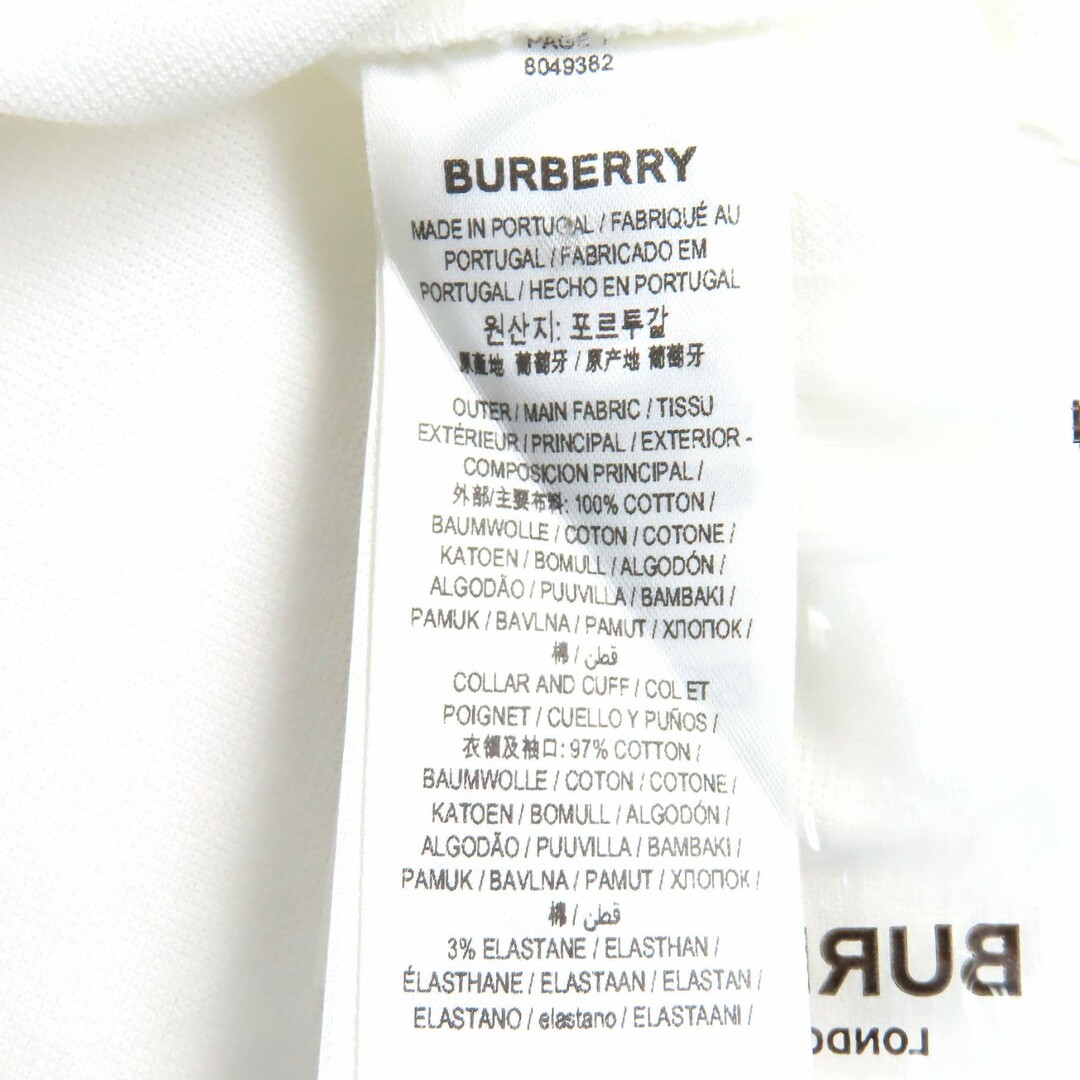 PAGE 1
8049382
BURBERRY
MADE IN PORTUGAL / FABRIQUÉ AU
PORTUGAL / FABRICADO EM
PORTUGAL / HECHO EN PORTUGAL
원산지: 포르투갈
原產地 葡萄牙 / 原产地 葡萄牙
OUTER / MAIN FABRIC / TISSU
EXTÉRIEUR / PRINCIPAL / EXTERIOR -
COMPOSICION PRINCIPAL /
外部/主要布料: 100% COTTON /
BAUMWOLLE / COTON / COTONE /
KATOEN / BOMULL / ALGODÓN /
ALGODÃO / PUUVILLA / BAMBAKI /
PAMUK / BAVLNA / PAMUT / ХЛОПОК /
棉 / قطن
COLLAR AND CUFF / COL ET
POIGNET / CUELLO Y PUÑOS /
衣領及袖口: 97% COTTON /
BAUMWOLLE / COTON / COTONE /
KATOEN / BOMULL / ALGODÓN /
ALGODÃO / PUUVILLA / BAMBAKI /
PAMUK / BAVLNA / PAMUT / ХЛОПОК /
棉 / قطن
3% ELASTANE / ELASTHAN /
ÉLASTHANE / ELASTAAN / ELASTAN /
ELASTANO / elastano / ELASTAANI /
BUR
LONDO